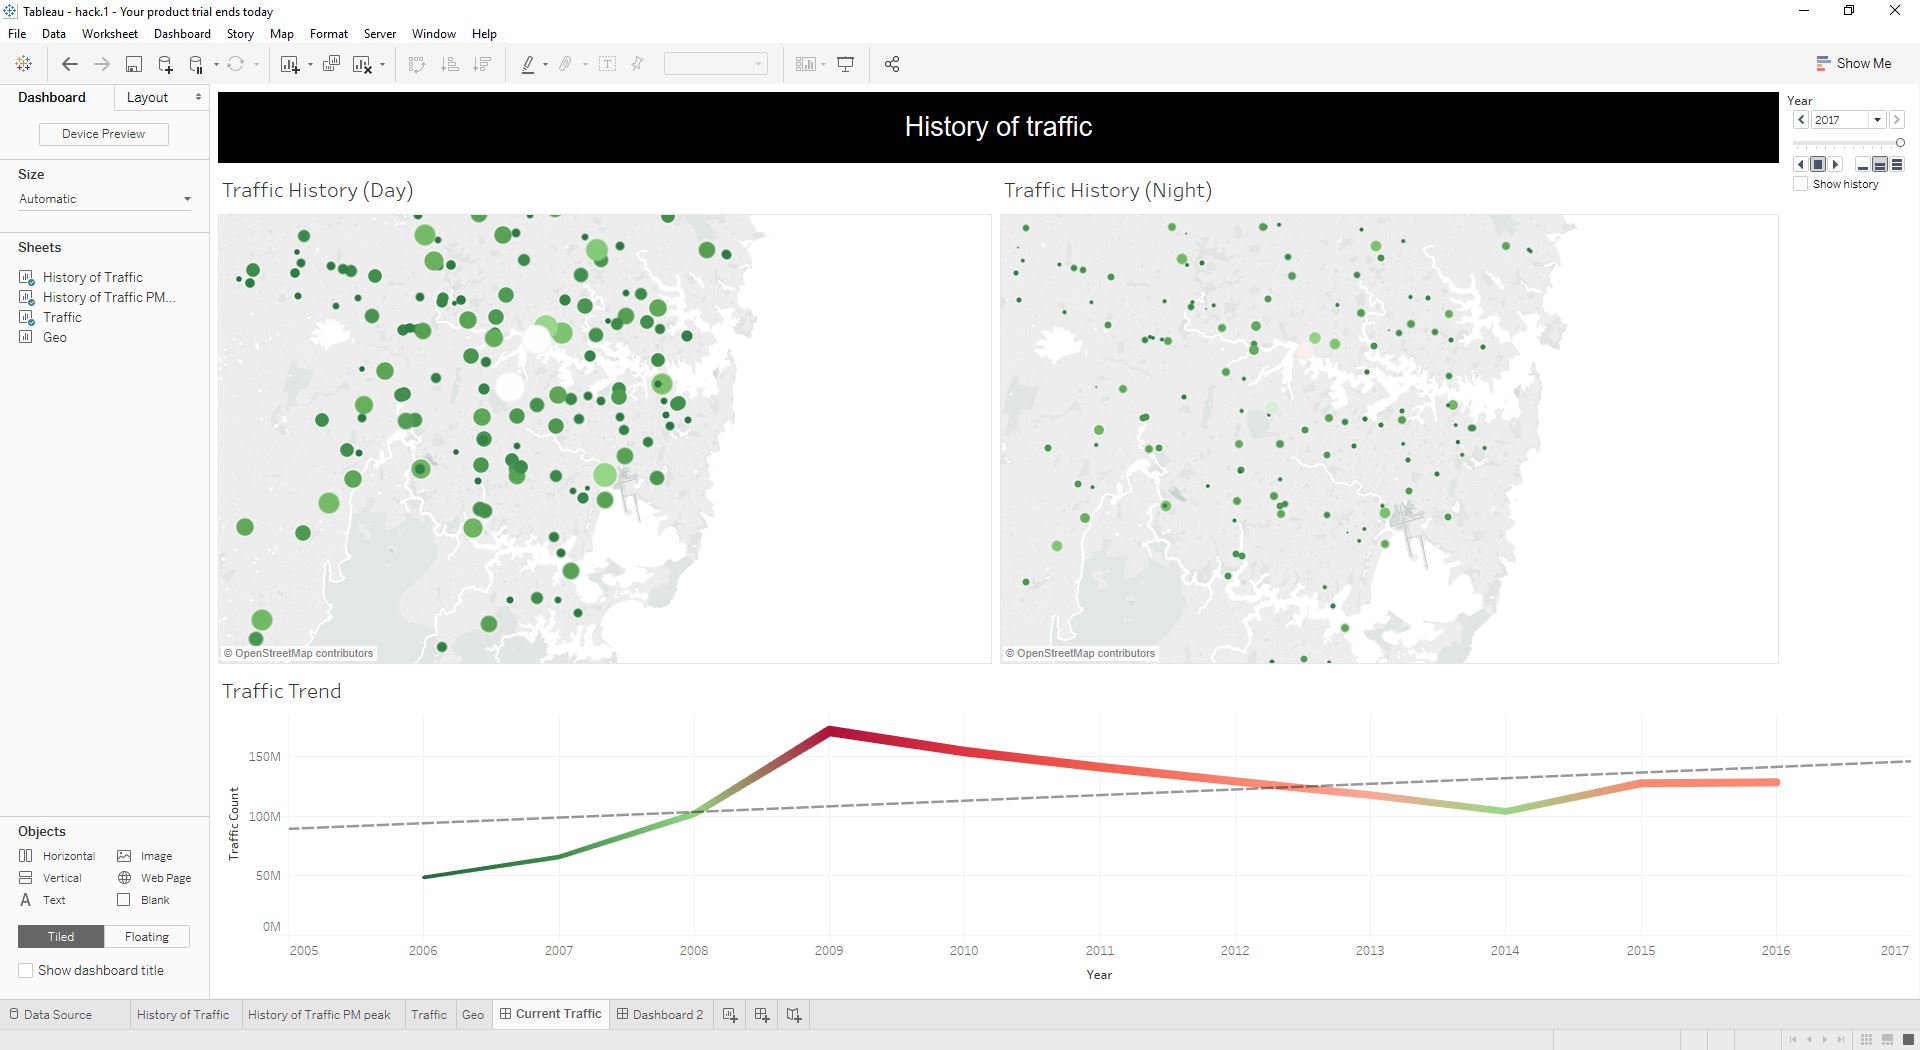 Tableau - hack.1 - Your product trial ends today
File Data Worksheet Dashboard Story Map Format Server Window Help
Show Me
Dashboard Layout
Device Preview
Size
Automatic
Sheets
History of Traffic
History of Traffic PM...
Traffic
Geo
Objects
Horizontal Image
Vertical Web Page
A Text Blank
Tiled Floating
Show dashboard title
History of traffic
Year
2017
Show history
Traffic History (Day)
© OpenStreetMap contributors
Traffic History (Night)
© OpenStreetMap contributors
Traffic Trend
Traffic Count
150M
100M
50M
0M
2005 2006 2007 2008 2009 2010 2011 2012 2013 2014 2015 2016 2017
Year
Data Source History of Traffic History of Traffic PM peak Traffic Geo Current Traffic Dashboard 2